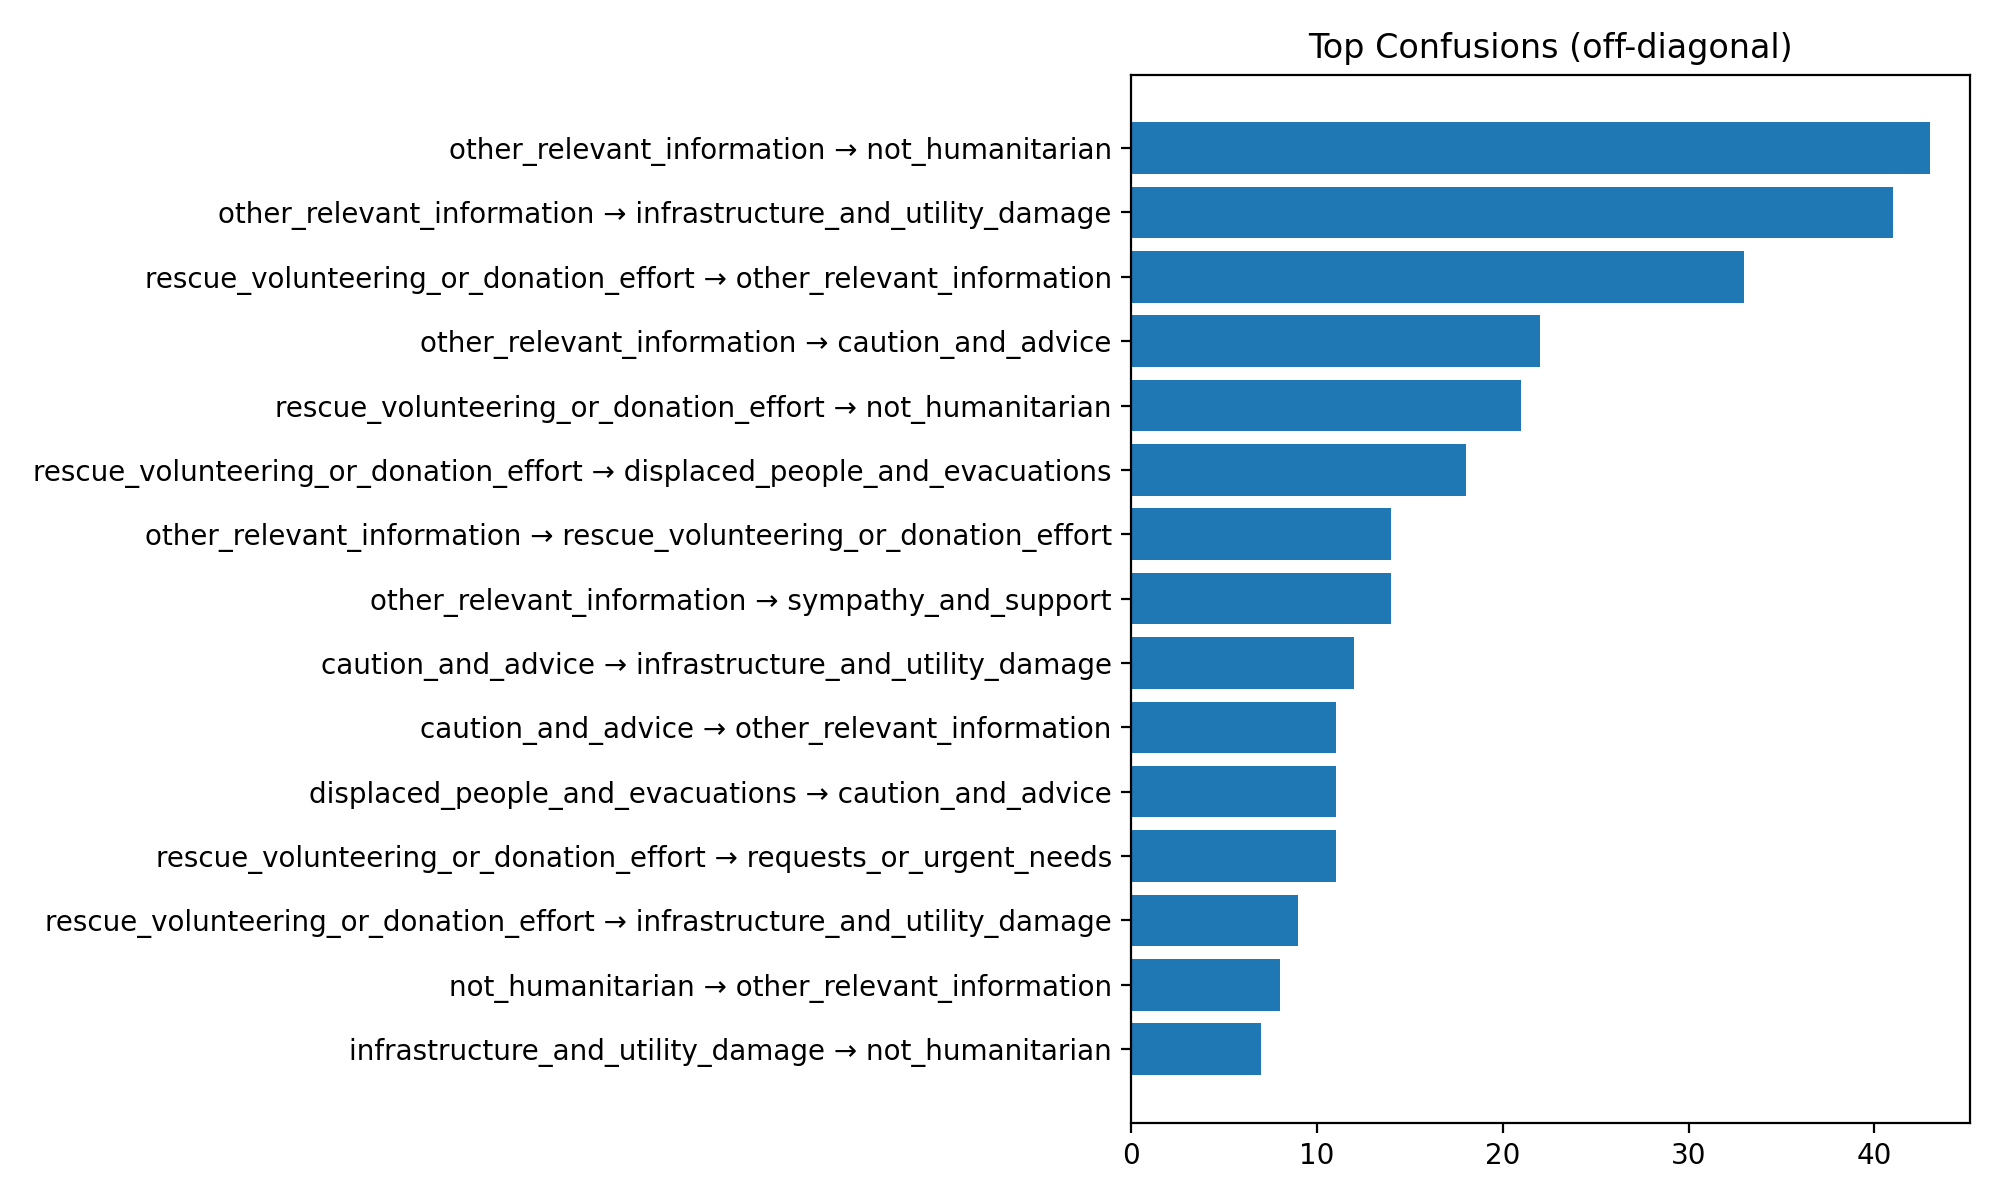 Top Confusions (off-diagonal)
other_relevant_information → not_humanitarian
other_relevant_information → infrastructure_and_utility_damage
rescue_volunteering_or_donation_effort → other_relevant_information
other_relevant_information → caution_and_advice
rescue_volunteering_or_donation_effort → not_humanitarian
rescue_volunteering_or_donation_effort → displaced_people_and_evacuations
other_relevant_information → rescue_volunteering_or_donation_effort
other_relevant_information → sympathy_and_support
caution_and_advice → infrastructure_and_utility_damage
caution_and_advice → other_relevant_information
displaced_people_and_evacuations → caution_and_advice
rescue_volunteering_or_donation_effort → requests_or_urgent_needs
rescue_volunteering_or_donation_effort → infrastructure_and_utility_damage
not_humanitarian → other_relevant_information
infrastructure_and_utility_damage → not_humanitarian
0 10 20 30 40